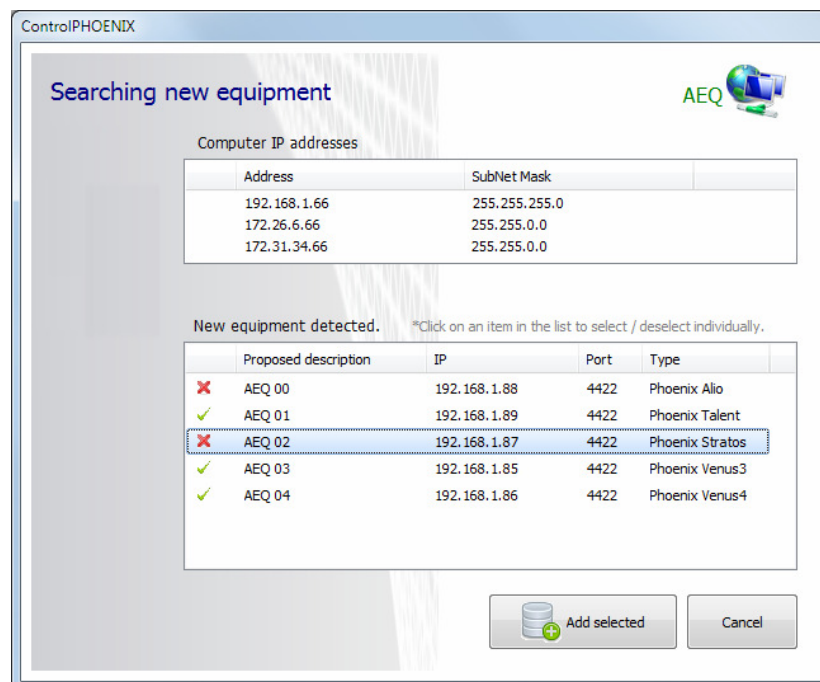 ControlPHOENIX
Searching new equipment
AEQ
Computer IP addresses
Address SubNet Mask
192.168.1.66 255.255.255.0
172.26.6.66 255.255.0.0
172.31.34.66 255.255.0.0
New equipment detected. *Click on an item in the list to select / deselect individually.
Proposed description IP Port Type
AEQ 00 192.168.1.88 4422 Phoenix Alio
AEQ 01 192.168.1.89 4422 Phoenix Talent
AEQ 02 192.168.1.87 4422 Phoenix Stratos
AEQ 03 192.168.1.85 4422 Phoenix Venus3
AEQ 04 192.168.1.86 4422 Phoenix Venus4
Add selected Cancel